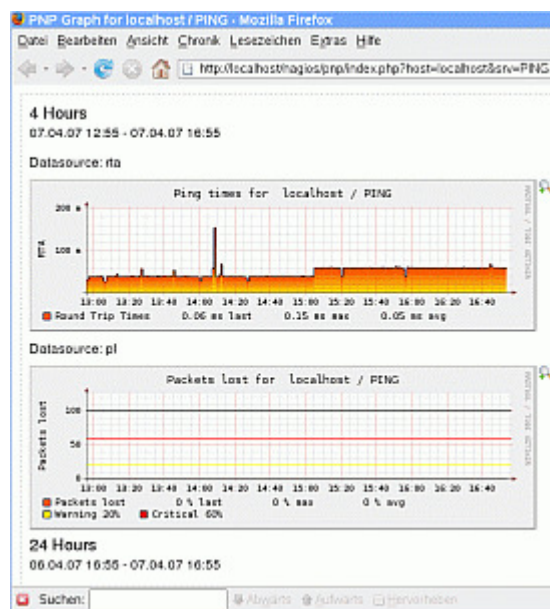 PNP Graph for localhost / PING - Mozilla Firefox
Datei Bearbeiten Ansicht Chronik Lesezeichen Extras Hilfe
http://localhost/nagios/pnp/index.php?host=localhost&srv=PING
4 Hours
07.04.07 12:55 - 07.04.07 16:55
Datasource: rta
Ping times for localhost / PING
200 m
100 m
RTA
13:00 13:20 13:40 14:00 14:20 14:40 15:00 15:20 15:40 16:00 16:20 16:40
Round Trip Times 0.06 ms last 0.15 ms max 0.05 ms avg
RRDTOOL / TOBI OETIKER
Datasource: pl
Packets lost for localhost / PING
100
50
0
Packets lost
13:00 13:20 13:40 14:00 14:20 14:40 15:00 15:20 15:40 16:00 16:20 16:40
Packets lost 0 % last 0 % max 0 % avg
Warning 20% Critical 60%
RRDTOOL / TOBI OETIKER
24 Hours
06.04.07 16:55 - 07.04.07 16:55
Suchen: Abwärts Aufwärts Hervorheben